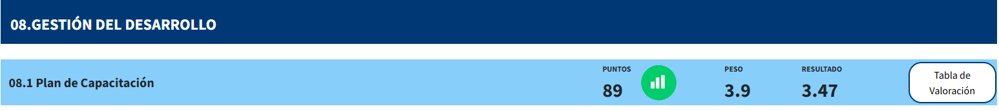 08.GESTIÓN DEL DESARROLLO
08.1 Plan de Capacitación
PUNTOS
89
PESO
3.9
RESULTADO
3.47
Tabla de
Valoración